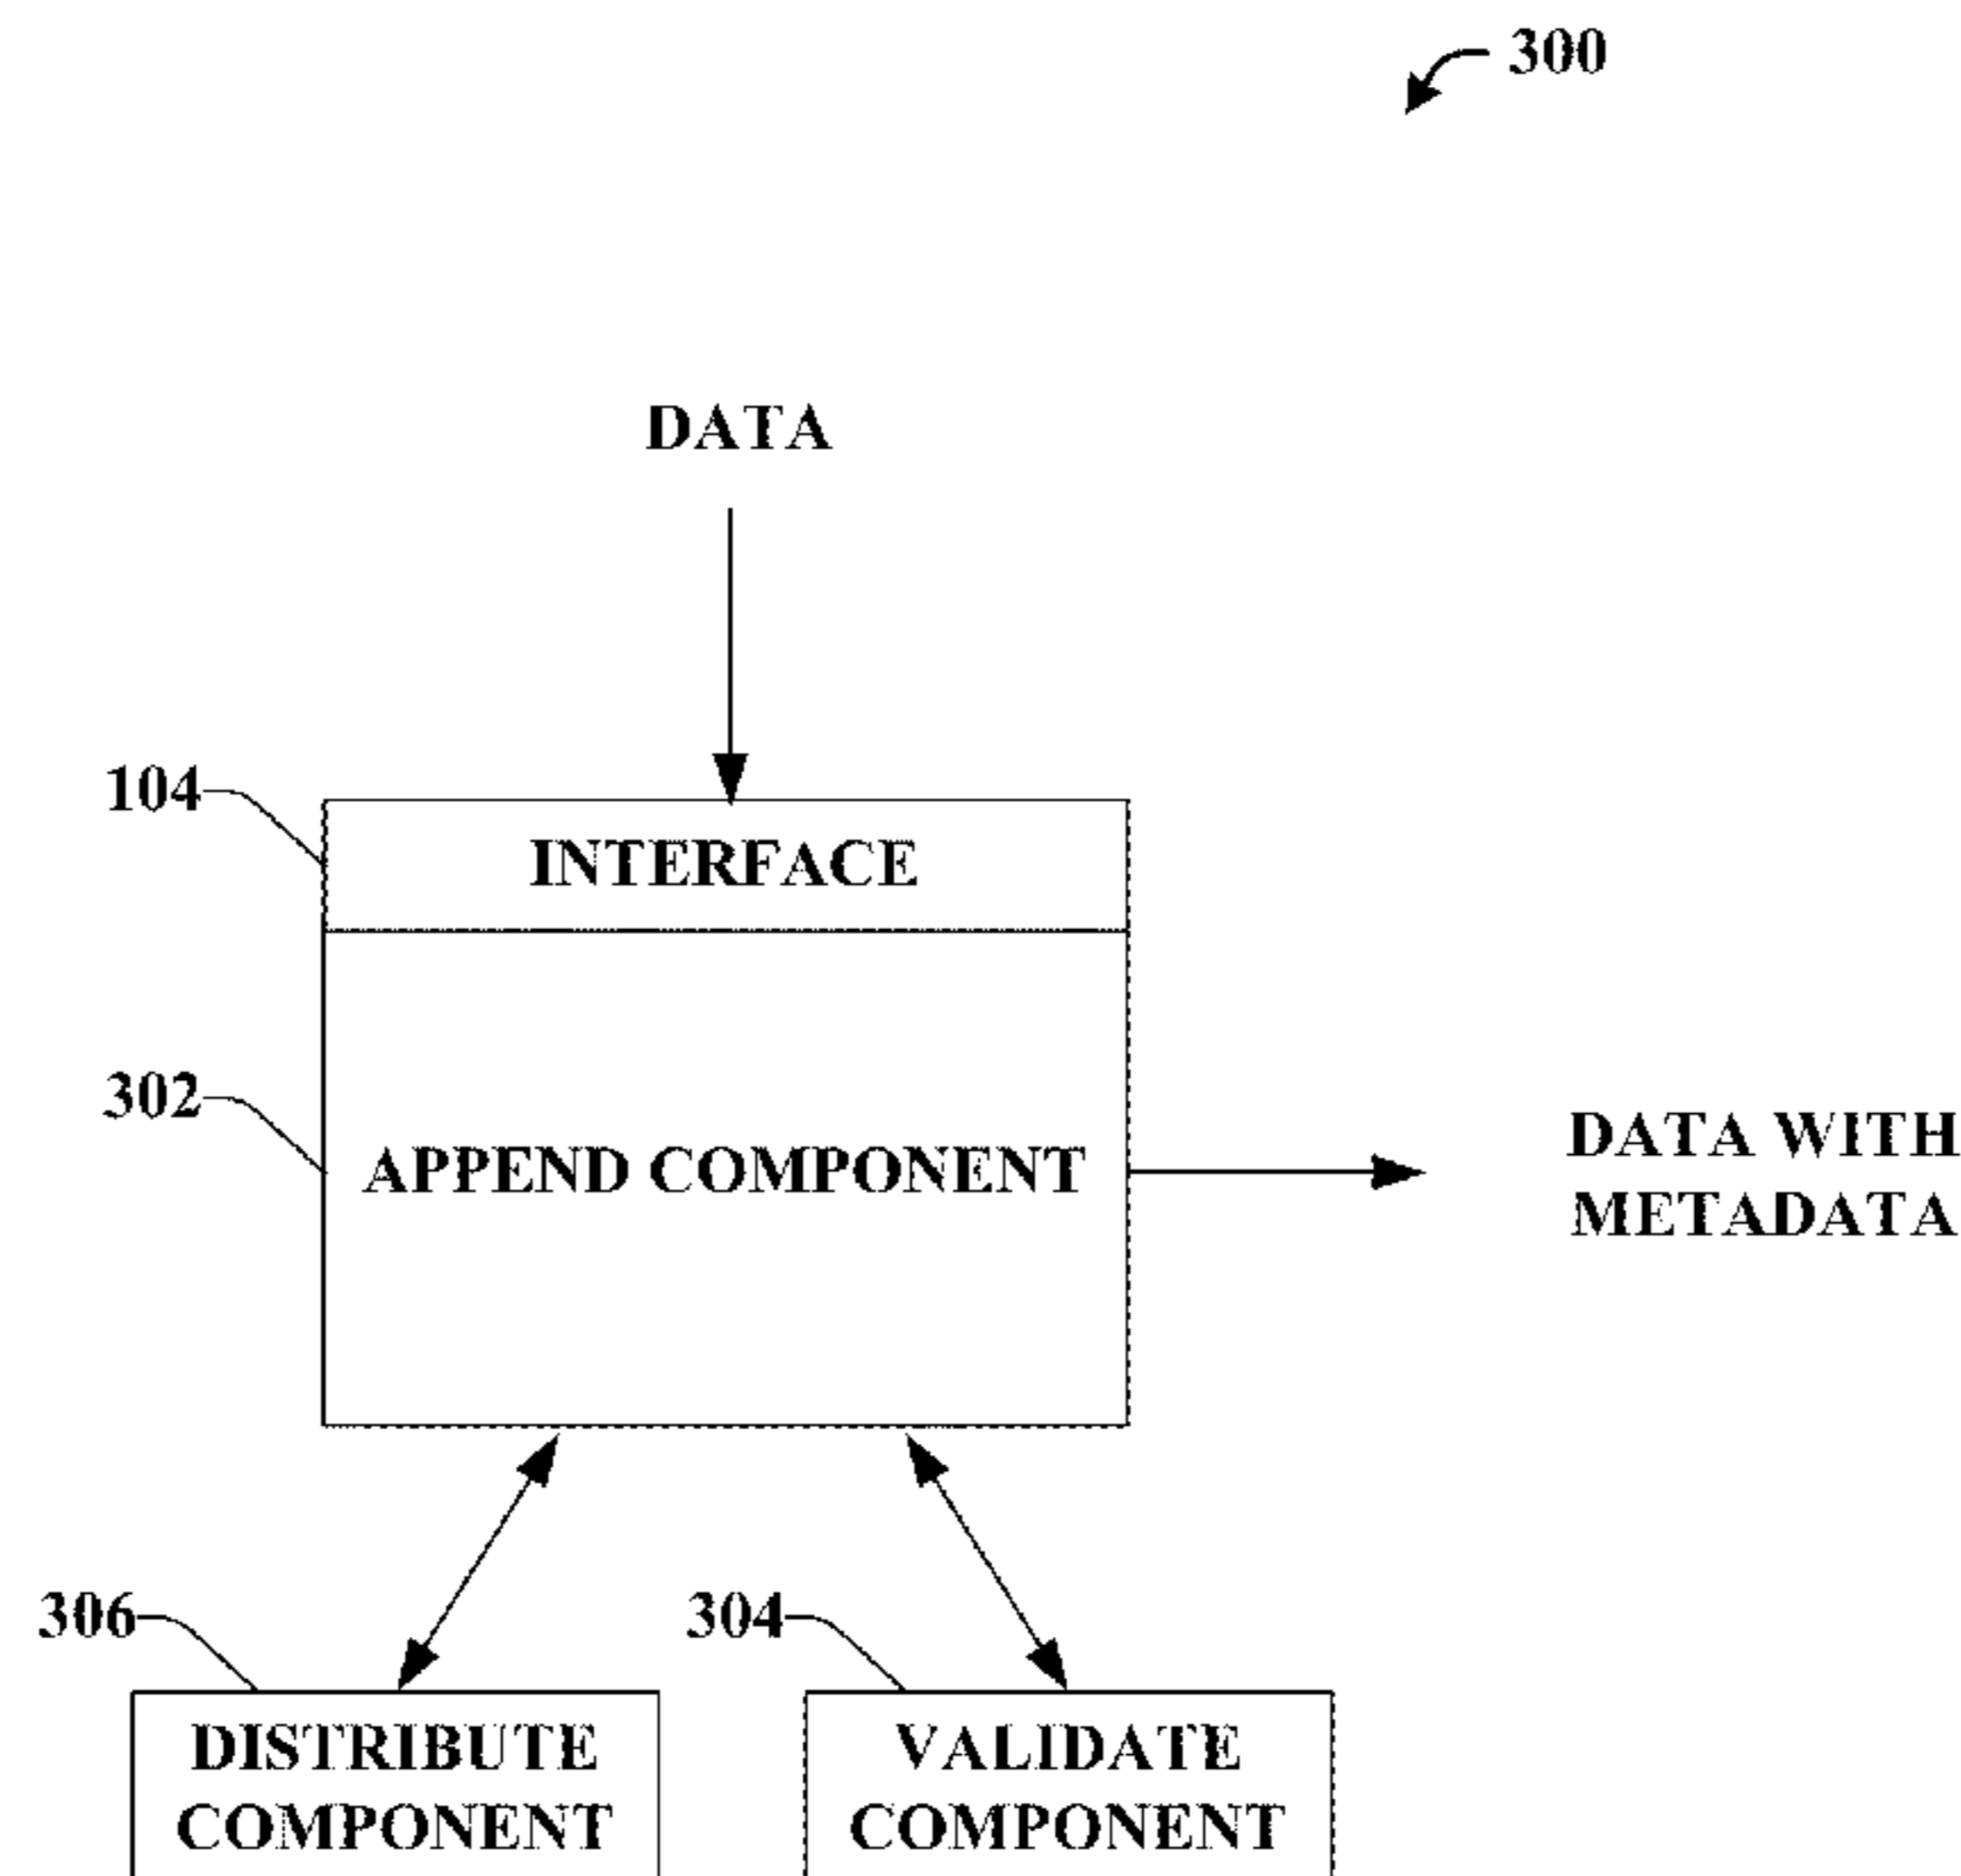 300
DATA
104
INTERFACE
302
APPEND COMPONENT
DATA WITH
METADATA
306
304
DISTRIBUTE
COMPONENT
VALIDATE
COMPONENT